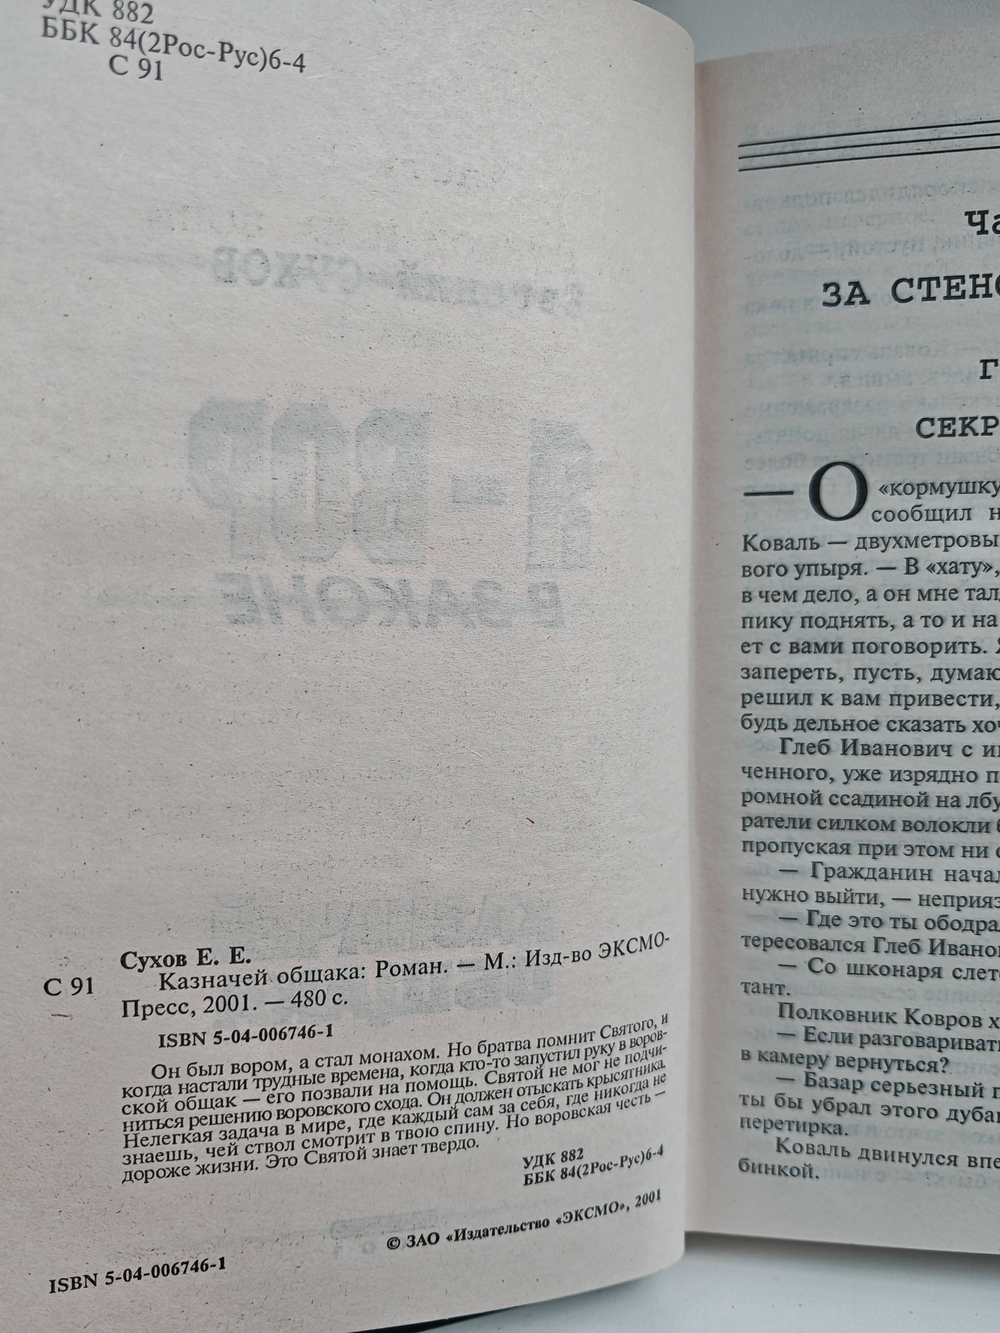 УДК 882
ББК 84(2Рос-Рус)6-4
С 91
Сухов Е. Е.
С 91 Казначей общака: Роман. — М.: Изд-во ЭКСМО-
Пресс, 2001. — 480 с.
ISBN 5-04-006746-1
Он был вором, а стал монахом. Но братва помнит Святого, и
когда настали трудные времена, когда кто-то запустил руку в воров-
ской общак — его позвали на помощь. Святой не мог не подчи-
ниться решению воровского схода. Он должен отыскать крысятника.
Нелегкая задача в мире, где каждый сам за себя, где никогда не
знаешь, чей ствол смотрит в твою спину. Но воровская честь —
дороже жизни. Это Святой знает твердо.
УДК 882
ББК 84(2Рос-Рус)6-4
© ЗАО «Издательство «ЭКСМО», 2001
ISBN 5-04-006746-1
ЗА СТЕНО
СЕКР
— О «кормушку
сообщил н
Коваль — двухметровы
вого упыря. — В «хату»,
в чем дело, а он мне тал
пику поднять, а то и на
ет с вами поговорить.
запереть, пусть, думаю
решил к вам привести,
будь дельное сказать хоч
Глеб Иванович с ин
ченного, уже изрядно п
ромной ссадиной на лбу
ратели силком волокли
пропуская при этом ни
— Гражданин начал
нужно выйти, — неприяз
— Где это ты ободрал
тересовался Глеб Иванов
— Со шконаря слете
тант.
Полковник Ковров х
— Если разговаривать
в камеру вернуться?
— Базар серьезный п
ты бы убрал этого дубак
перетирка.
Коваль двинулся впе
бинкой.